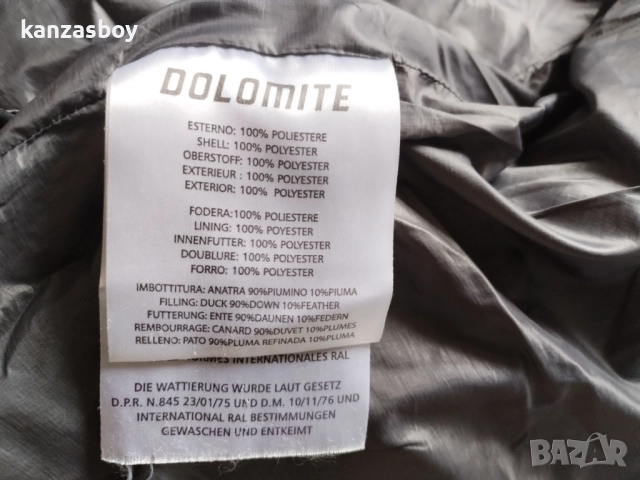 kanzasboy
DOLOMITE
ESTERNO: 100% POLIESTERE
SHELL: 100% POLYESTER
OBERSTOFF: 100% POLYESTER
EXTERIEUR : 100% POLYESTER
EXTERIOR: 100% POLYESTER
FODERA:100% POLIESTERE
LINING: 100% POLYESTER
INNENFUTTER: 100% POLYESTER
DOUBLURE: 100% POLYESTER
FORRO: 100% POLYESTER
IMBOTTITURA: ANATRA 90%PIUMINO 10%PIUMA
FILLING: DUCK 90%DOWN 10%FEATHER
FUTTERUNG: ENTE 90%DAUNEN 10%FEDERN
REMBOURRAGE: CANARD 90%DUVET 10%PLUMES
RELLENO: PATO 90%PLUMA REFINADA 10%PLUMA
INTERNATIONALES RAL
DIE WATTIERUNG WURDE LAUT GESETZ
D.P.R. N.845 23/01/75 UND D.M. 10/11/76 UND
INTERNATIONAL RAL BESTIMMUNGEN
GEWASCHEN UND ENTKEIMT
BAZAR